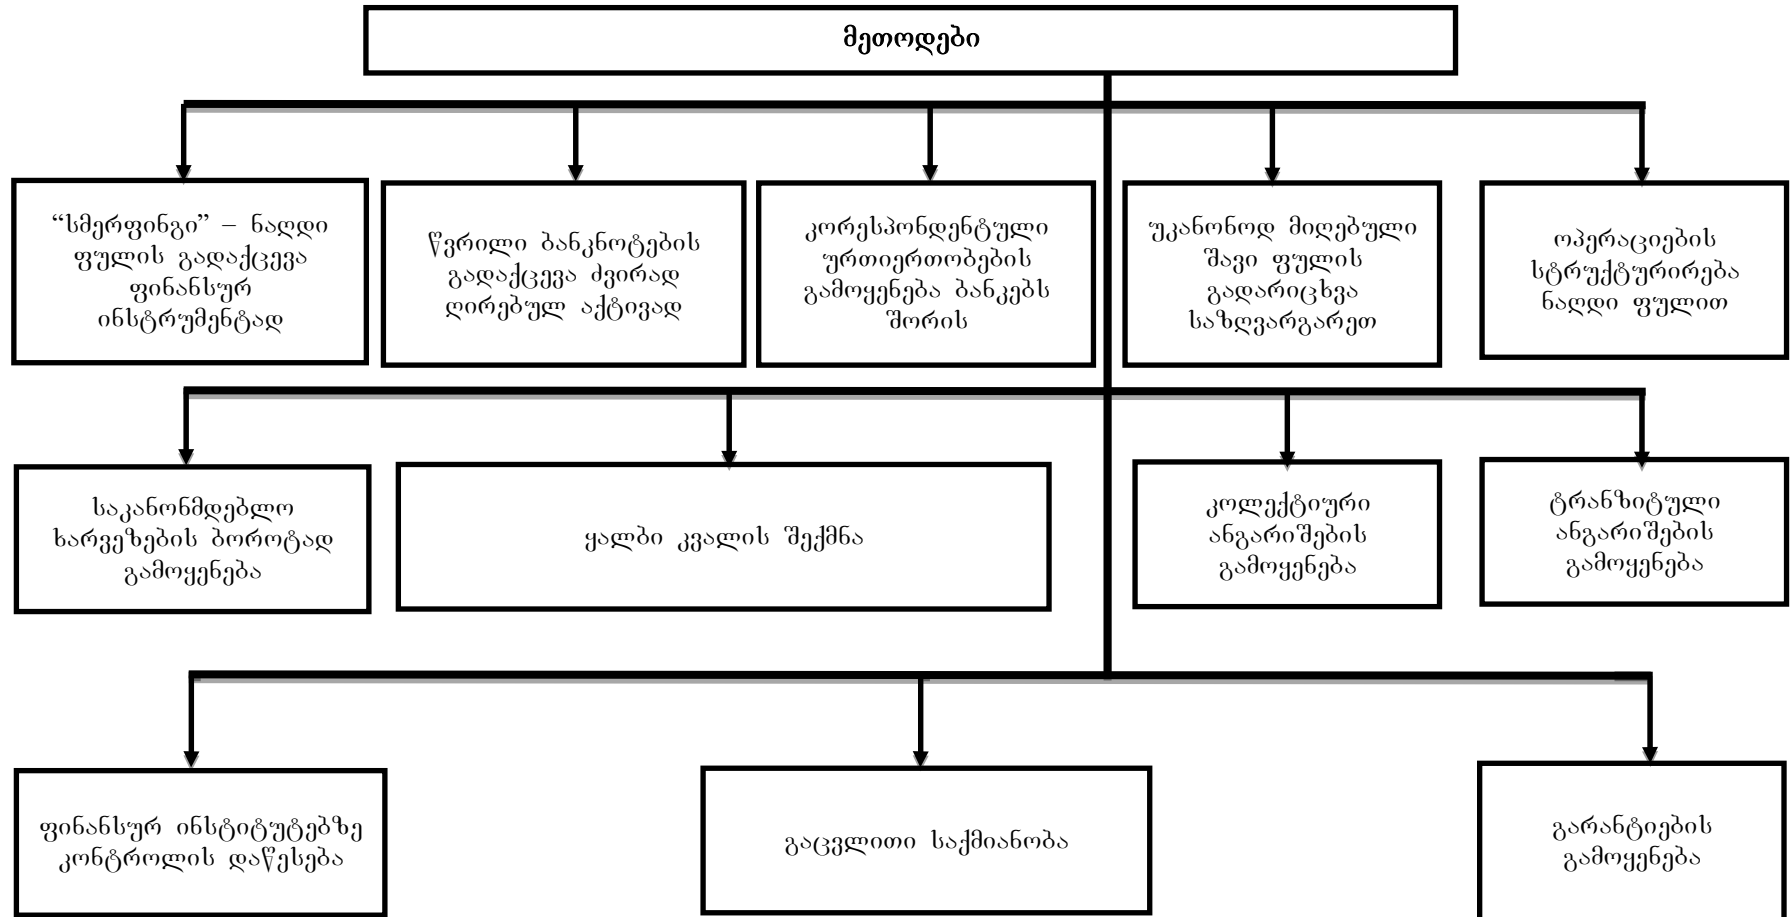 მეთოდები
“სმერფინგი” – ნაღდი
ფულის გადაქცევა
ფინანსურ
ინსტრუმენტად
წვრილი ბანკნოტების
გადაქცევა ძვირად
ღირებულ აქტივად
კორესპონდენტული
ურთიერთობების
გამოყენება ბანკებს
შორის
უკანონოდ მიღებული
შავი ფულის
გადარიცხვა
საზღვარგარეთ
ოპერაციების
სტრუქტურირება
ნაღდი ფულით
საკანონმდებლო
ხარვეზების ბოროტად
გამოყენება
ყალბი კვალის შექმნა
კოლექტიური
ანგარიშების
გამოყენება
ტრანზიტული
ანგარიშების
გამოყენება
ფინანსურ ინსტიტუტებზე
კონტროლის დაწესება
გაცვლითი საქმიანობა
გარანტიების
გამოყენება